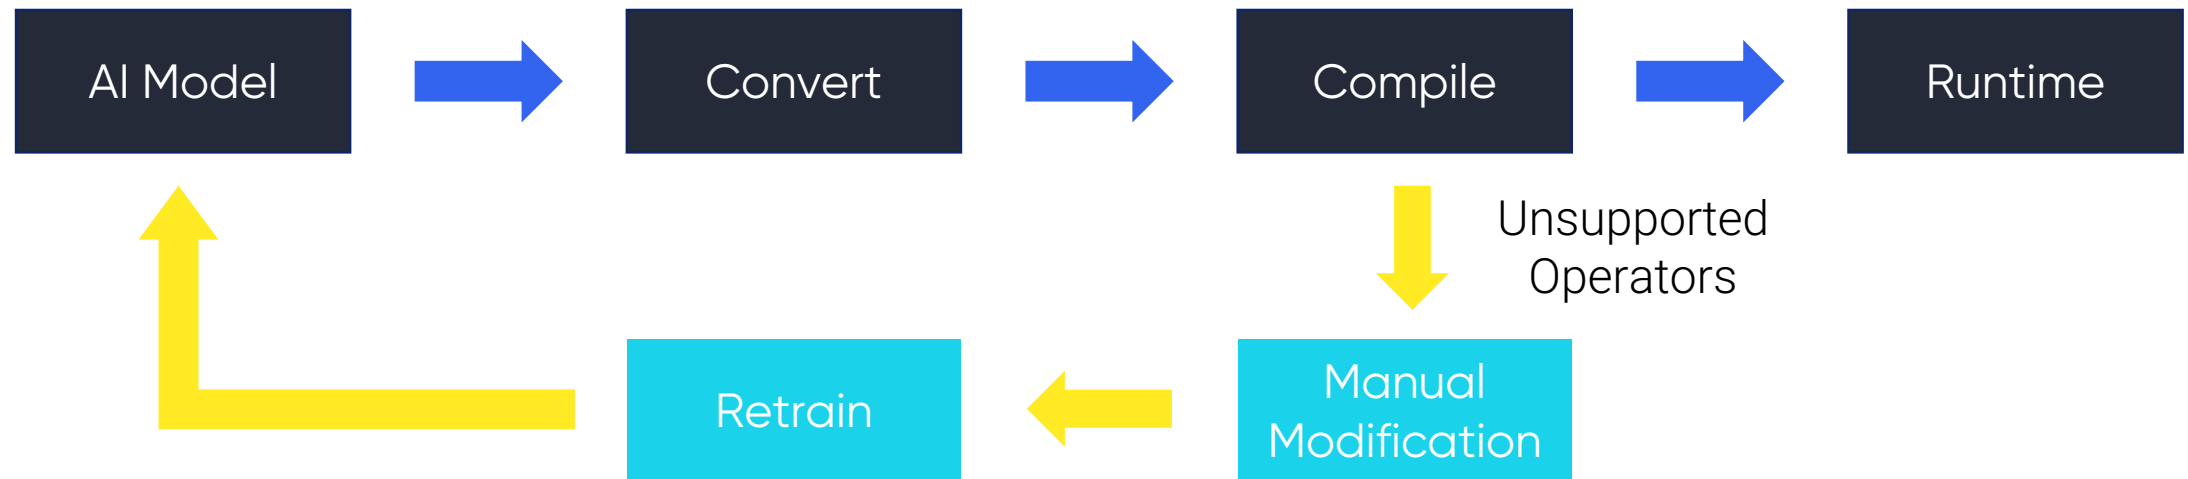 AI Model
Convert
Compile
Runtime
Unsupported
Operators
Retrain
Manual
Modification